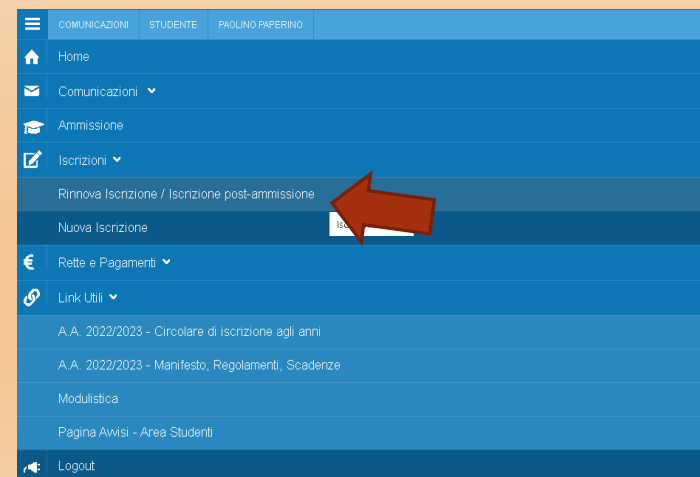 COMUNICAZIONI STUDENTE PAOLINO PAPERINO
Home
Comunicazioni
Ammissione
Iscrizioni
Rinnova Iscrizione / Iscrizione post-ammissione
Nuova Iscrizione
Rette e Pagamenti
Link Utili
A.A. 2022/2023 - Circolare di iscrizione agli anni
A.A. 2022/2023 - Manifesto, Regolamenti, Scadenze
Modulistica
Pagina Avvisi - Area Studenti
Logout